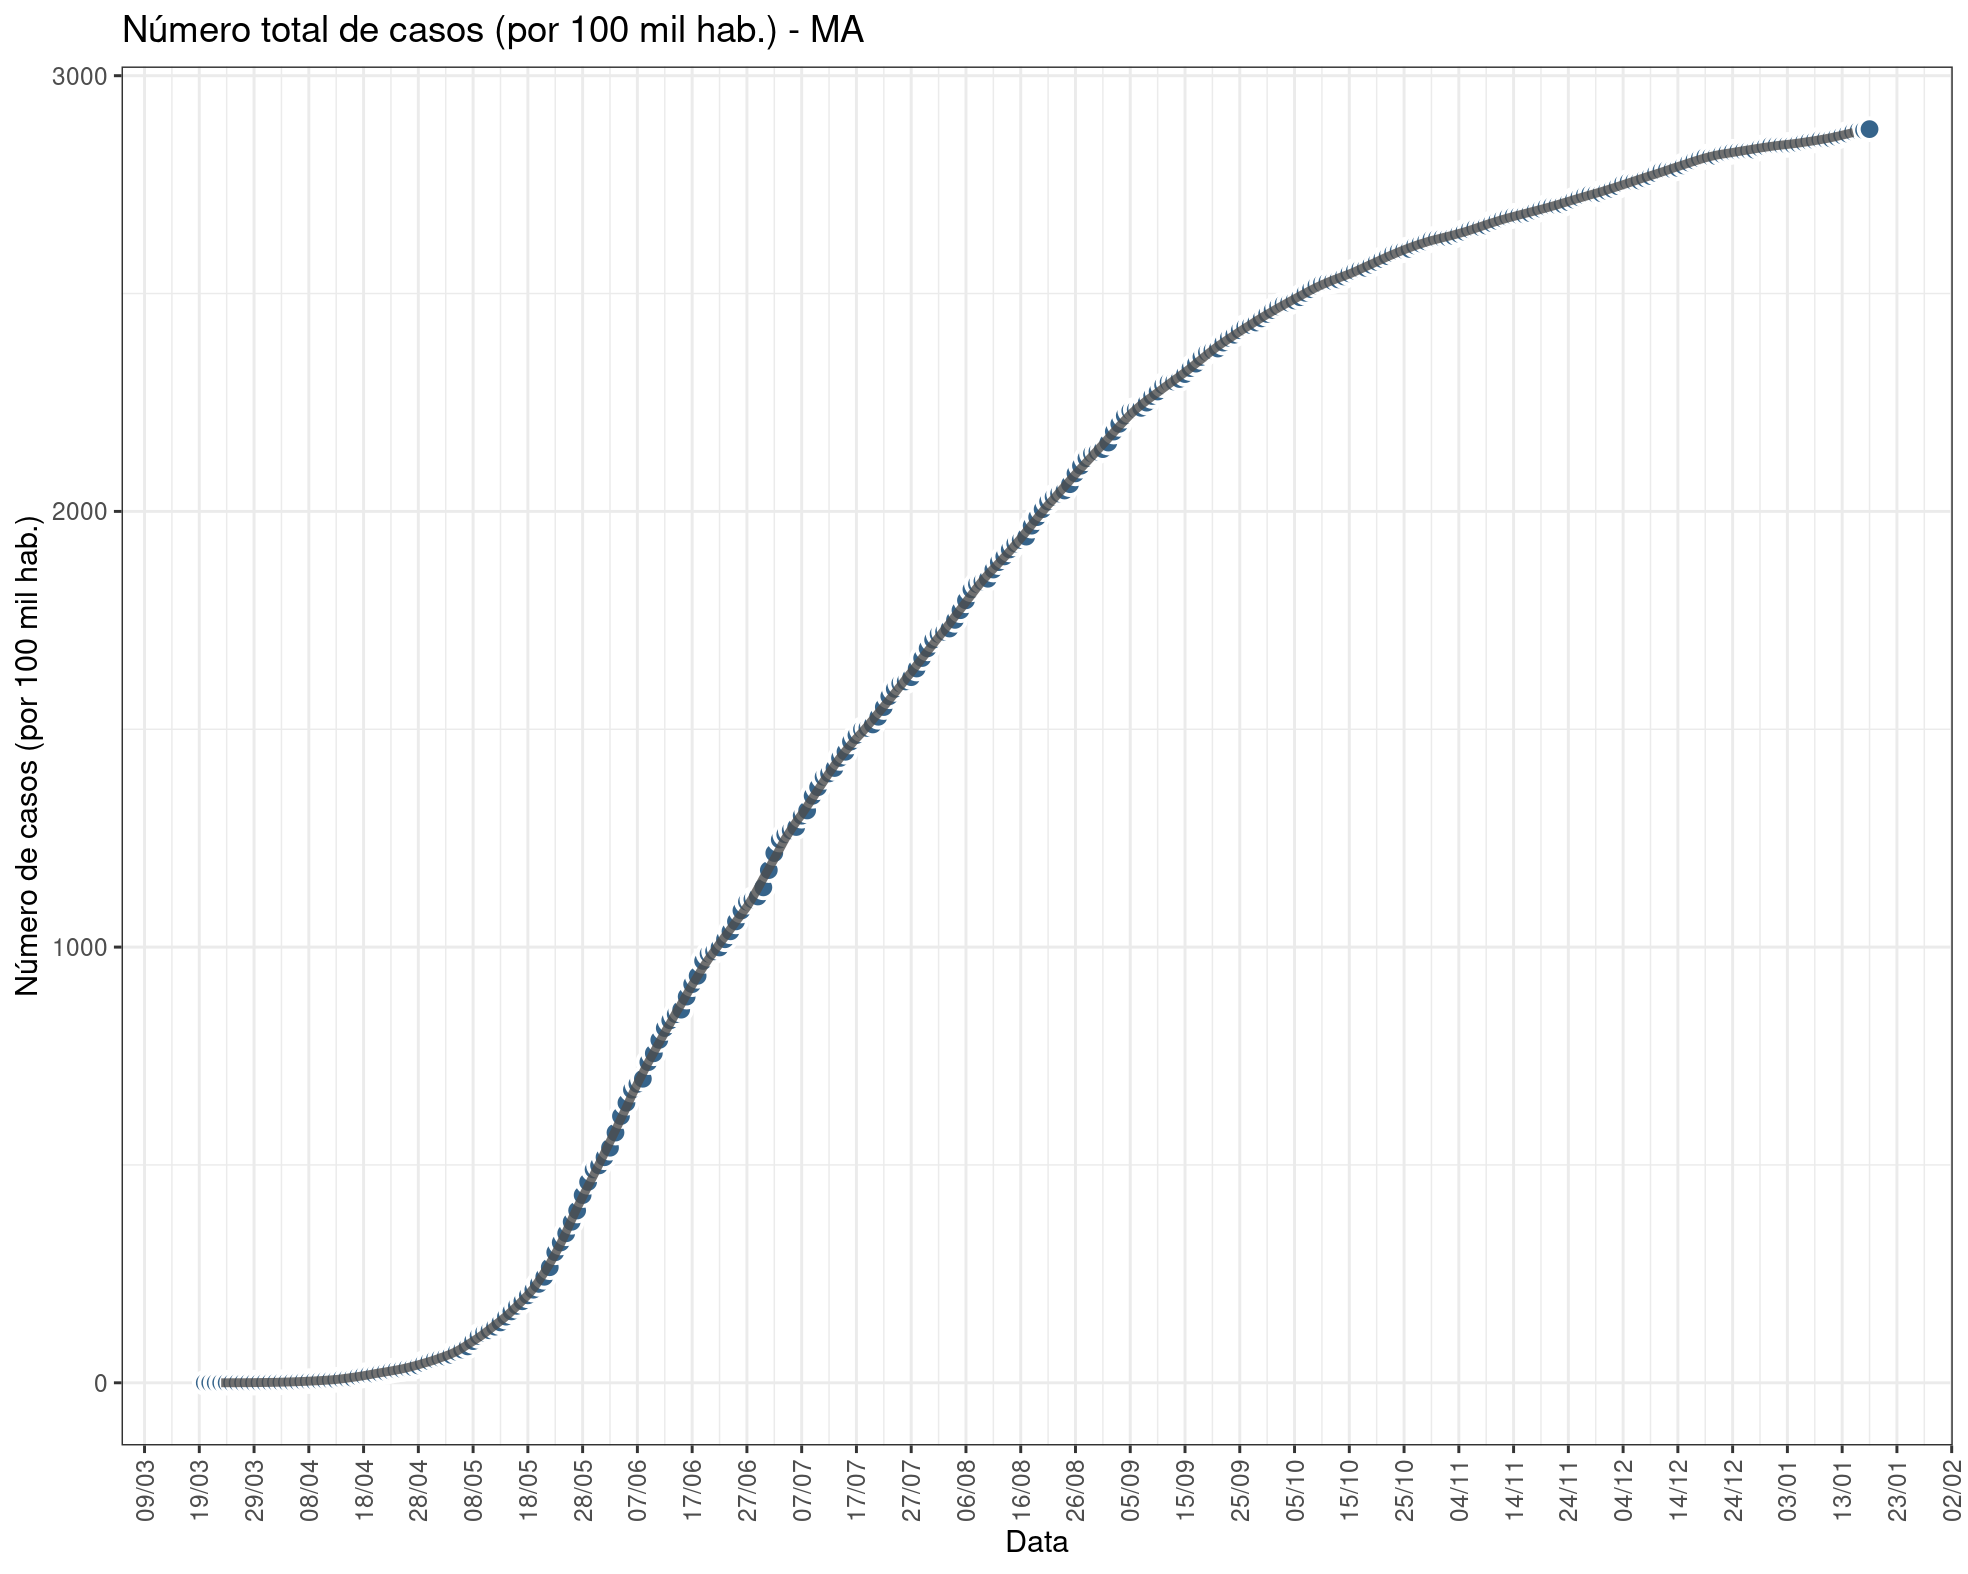 Número total de casos (por 100 mil hab.) - MA
Número de casos (por 100 mil hab.)
3000
2000
1000
0
09/03 19/03 29/03 08/04 18/04 28/04 08/05 18/05 28/05 07/06 17/06 27/06 07/07 17/07 27/07 06/08 16/08 26/08 05/09 15/09 25/09 05/10 15/10 25/10 04/11 14/11 24/11 04/12 14/12 24/12 03/01 13/01 23/01 02/02
Data